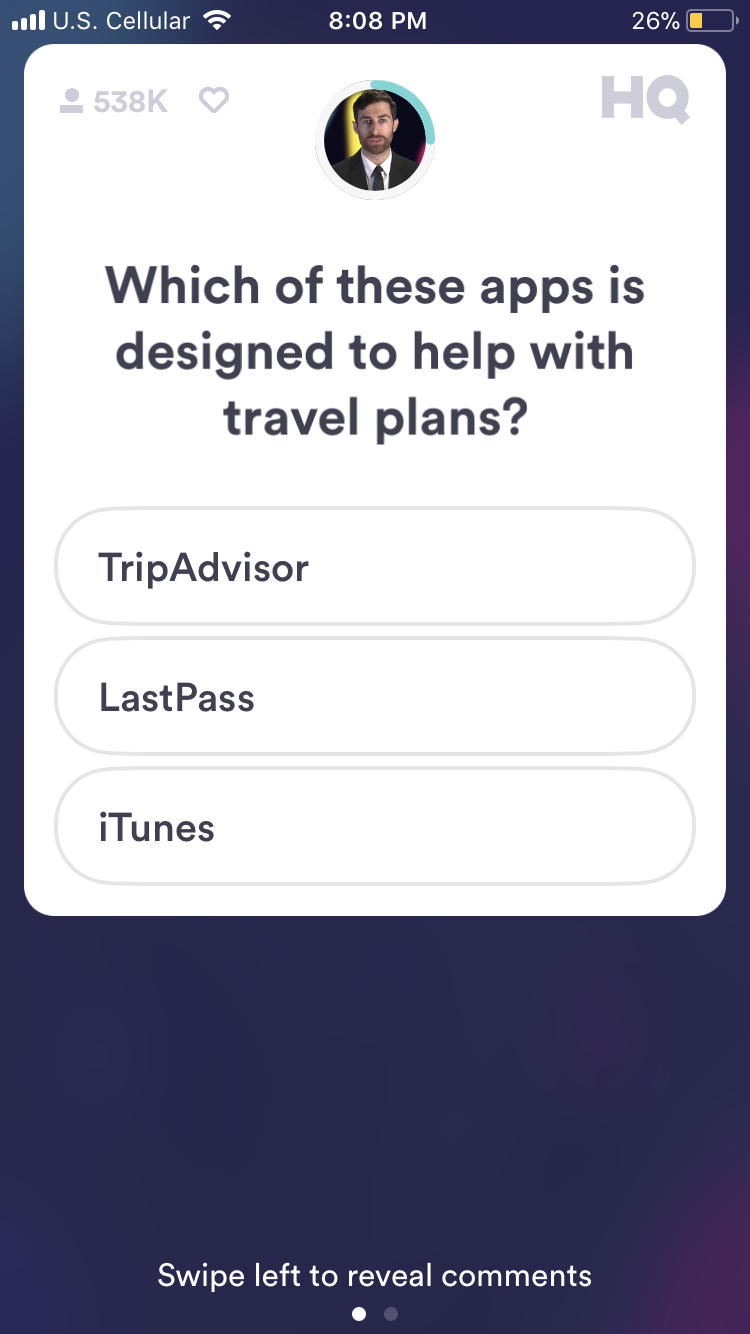 U.S. Cellular 8:08 PM 26%
538K HQ
Which of these apps is
designed to help with
travel plans?
TripAdvisor
LastPass
iTunes
Swipe left to reveal comments